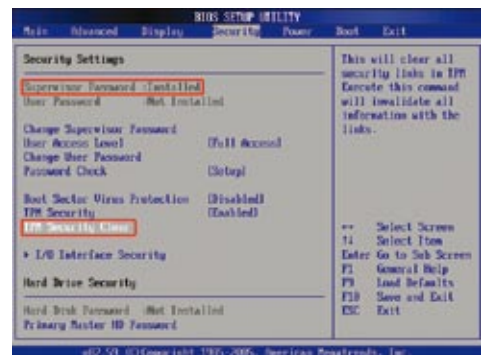 BIOS SETUP UTILITY
Main Advanced Display Security Power Boot Exit
Security Settings
Supervisor Password :Installed
User Password :Not Installed
Change Supervisor Password
User Access Level [Full Access]
Change User Password
Password Check [Setup]
Boot Sector Virus Protection [Disabled]
TPM Security [Enabled]
TPM Security Clear
I/O Interface Security
Hard Drive Security
Hard Disk Password :Not Installed
Primary Master HD Password
This will clear all
security links in TPM
Execute this command
will invalidate all
information with the
links.
↔ Select Screen
↑↓ Select Item
Enter Go to Sub Screen
F1 General Help
F9 Load Defaults
F10 Save and Exit
ESC Exit
v02.59 (C)Copyright 1985-2005, American Megatrends, Inc.